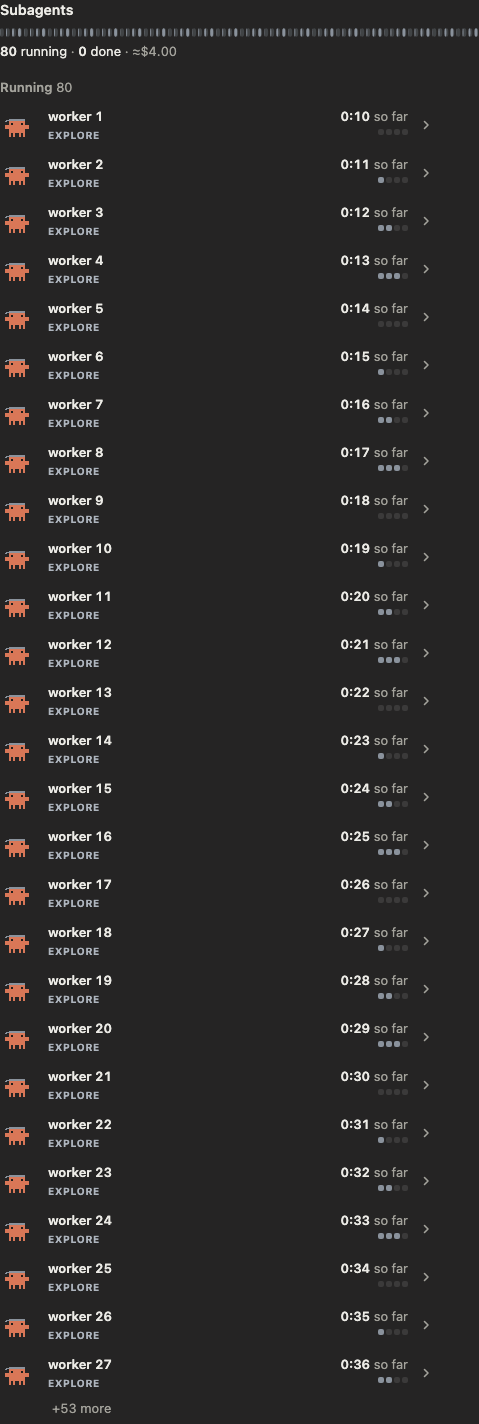 Subagents
80 running · 0 done · ≈$4.00
Running 80
worker 1 0:10 so far
EXPLORE
worker 2 0:11 so far
EXPLORE
worker 3 0:12 so far
EXPLORE
worker 4 0:13 so far
EXPLORE
worker 5 0:14 so far
EXPLORE
worker 6 0:15 so far
EXPLORE
worker 7 0:16 so far
EXPLORE
worker 8 0:17 so far
EXPLORE
worker 9 0:18 so far
EXPLORE
worker 10 0:19 so far
EXPLORE
worker 11 0:20 so far
EXPLORE
worker 12 0:21 so far
EXPLORE
worker 13 0:22 so far
EXPLORE
worker 14 0:23 so far
EXPLORE
worker 15 0:24 so far
EXPLORE
worker 16 0:25 so far
EXPLORE
worker 17 0:26 so far
EXPLORE
worker 18 0:27 so far
EXPLORE
worker 19 0:28 so far
EXPLORE
worker 20 0:29 so far
EXPLORE
worker 21 0:30 so far
EXPLORE
worker 22 0:31 so far
EXPLORE
worker 23 0:32 so far
EXPLORE
worker 24 0:33 so far
EXPLORE
worker 25 0:34 so far
EXPLORE
worker 26 0:35 so far
EXPLORE
worker 27 0:36 so far
EXPLORE
+53 more